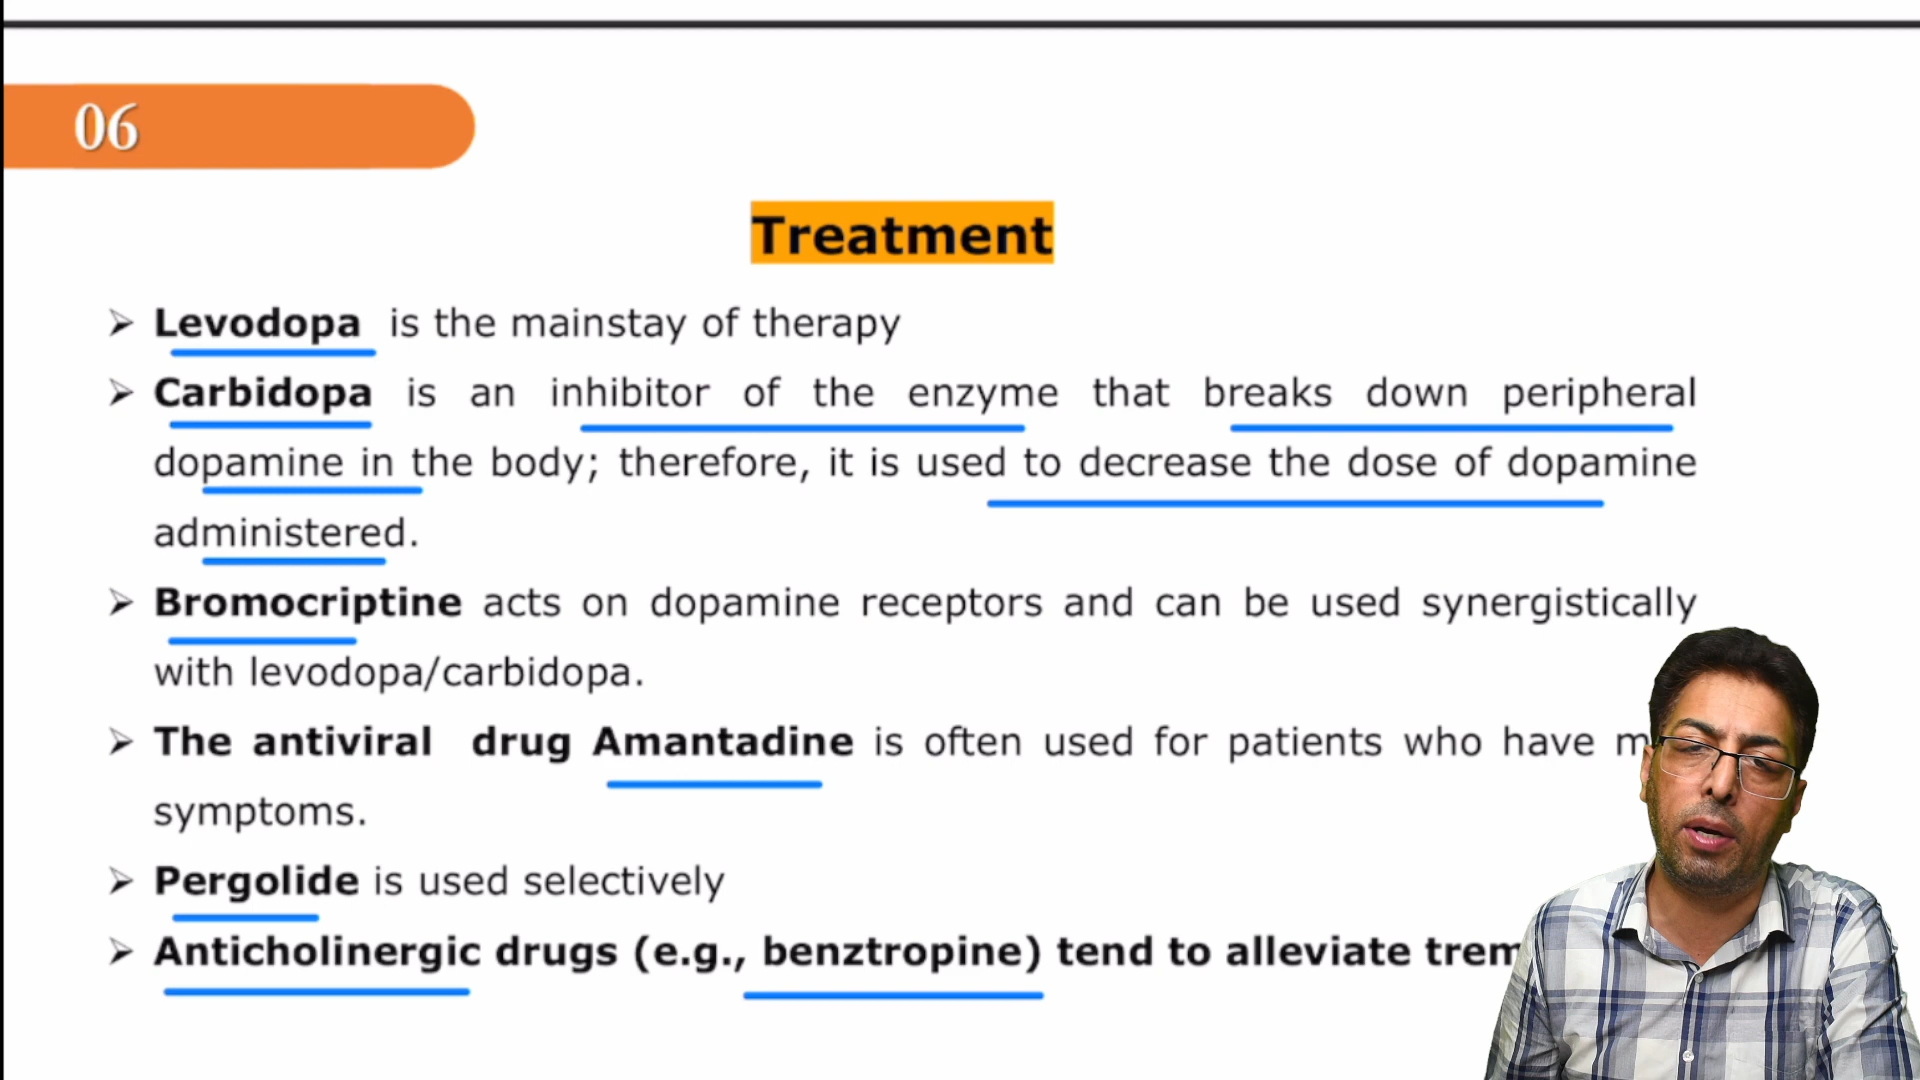 06
Treatment
➢ Levodopa is the mainstay of therapy
➢ Carbidopa is an inhibitor of the enzyme that breaks down peripheral
dopamine in the body; therefore, it is used to decrease the dose of dopamine
administered.
➢ Bromocriptine acts on dopamine receptors and can be used synergistically
with levodopa/carbidopa.
➢ The antiviral drug Amantadine is often used for patients who have
symptoms.
➢ Pergolide is used selectively
➢ Anticholinergic drugs (e.g., benztropine) tend to alleviate